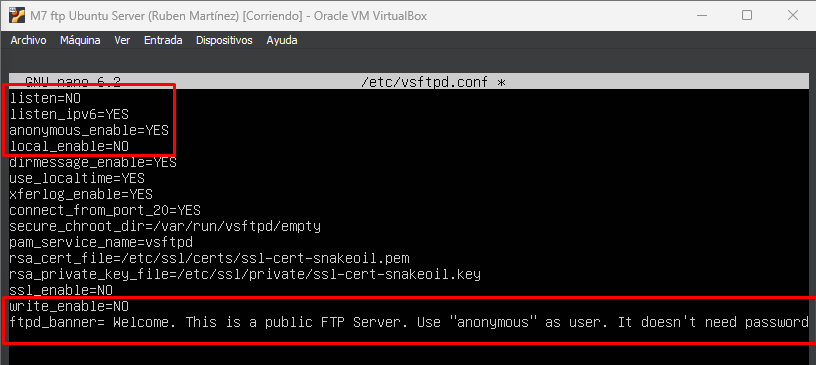 M7 ftp Ubuntu Server (Ruben Martínez) [Corriendo] - Oracle VM VirtualBox
Archivo Máquina Ver Entrada Dispositivos Ayuda
GNU nano 6.2 /etc/vsftpd.conf *
listen=NO
listen_ipv6=YES
anonymous_enable=YES
local_enable=NO
dirmessage_enable=YES
use_localtime=YES
xferlog_enable=YES
connect_from_port_20=YES
secure_chroot_dir=/var/run/vsftpd/empty
pam_service_name=vsftpd
rsa_cert_file=/etc/ssl/certs/ssl-cert-snakeoil.pem
rsa_private_key_file=/etc/ssl/private/ssl-cert-snakeoil.key
ssl_enable=NO
write_enable=NO
ftpd_banner= Welcome. This is a public FTP Server. Use "anonymous" as user. It doesn't need password